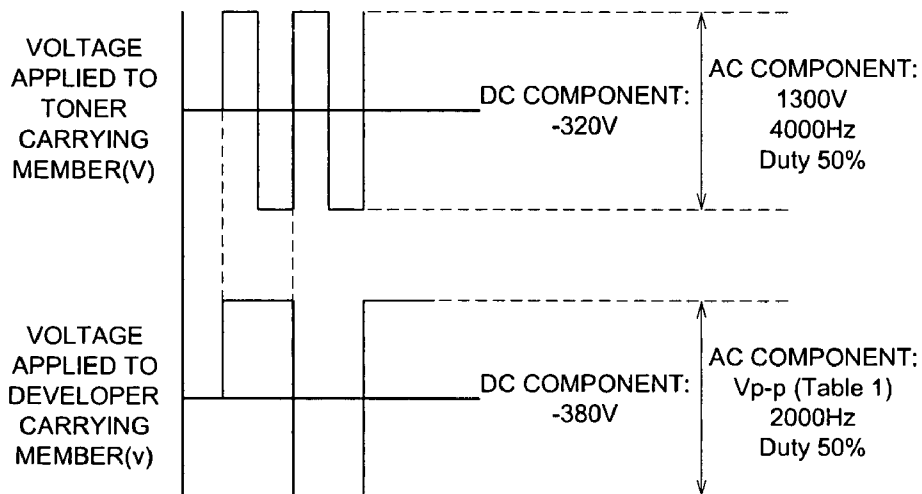 VOLTAGE
APPLIED TO
TONER
CARRYING
MEMBER(V)
DC COMPONENT:
-320V
AC COMPONENT:
1300V
4000Hz
Duty 50%
VOLTAGE
APPLIED TO
DEVELOPER
CARRYING
MEMBER(v)
DC COMPONENT:
-380V
AC COMPONENT:
Vp-p (Table 1)
2000Hz
Duty 50%